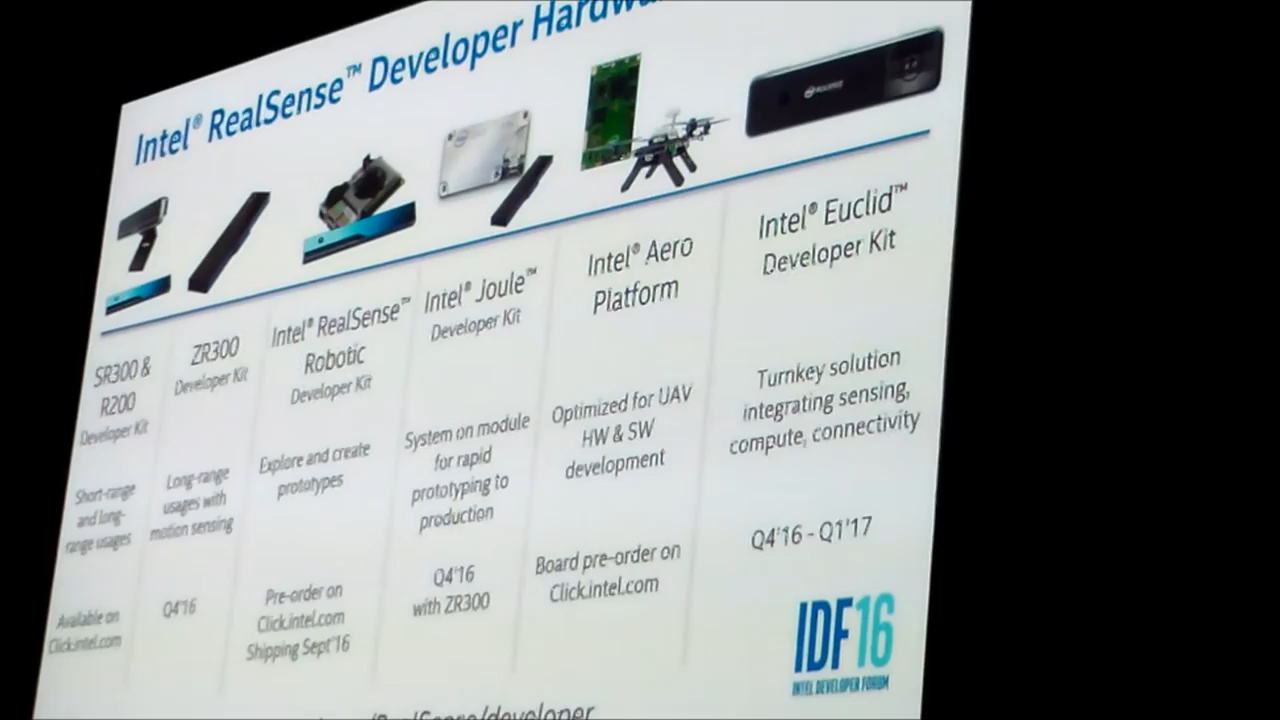 Intel® RealSense™ Developer
SR300 &
R200
Developer Kit
Short-range
and long-
range usages
Available on
Click.intel.com
ZR300
Developer Kit
Long-range
usages with
motion sensing
Q4'16
Intel® RealSense™
Robotic
Developer Kit
Explore and create
prototypes
Pre-order on
Click.intel.com
Shipping Sept'16
Intel® Joule™
Developer Kit
System on module
for rapid
prototyping to
production
Q4'16
with ZR300
Intel® Aero
Platform
Optimized for UAV
HW & SW
development
Board pre-order on
Click.intel.com
Intel® Euclid™
Developer Kit
Turnkey solution
integrating sensing,
compute, connectivity
Q4'16 - Q1'17
IDF16
INTEL DEVELOPER FORUM
/RealSense/developer